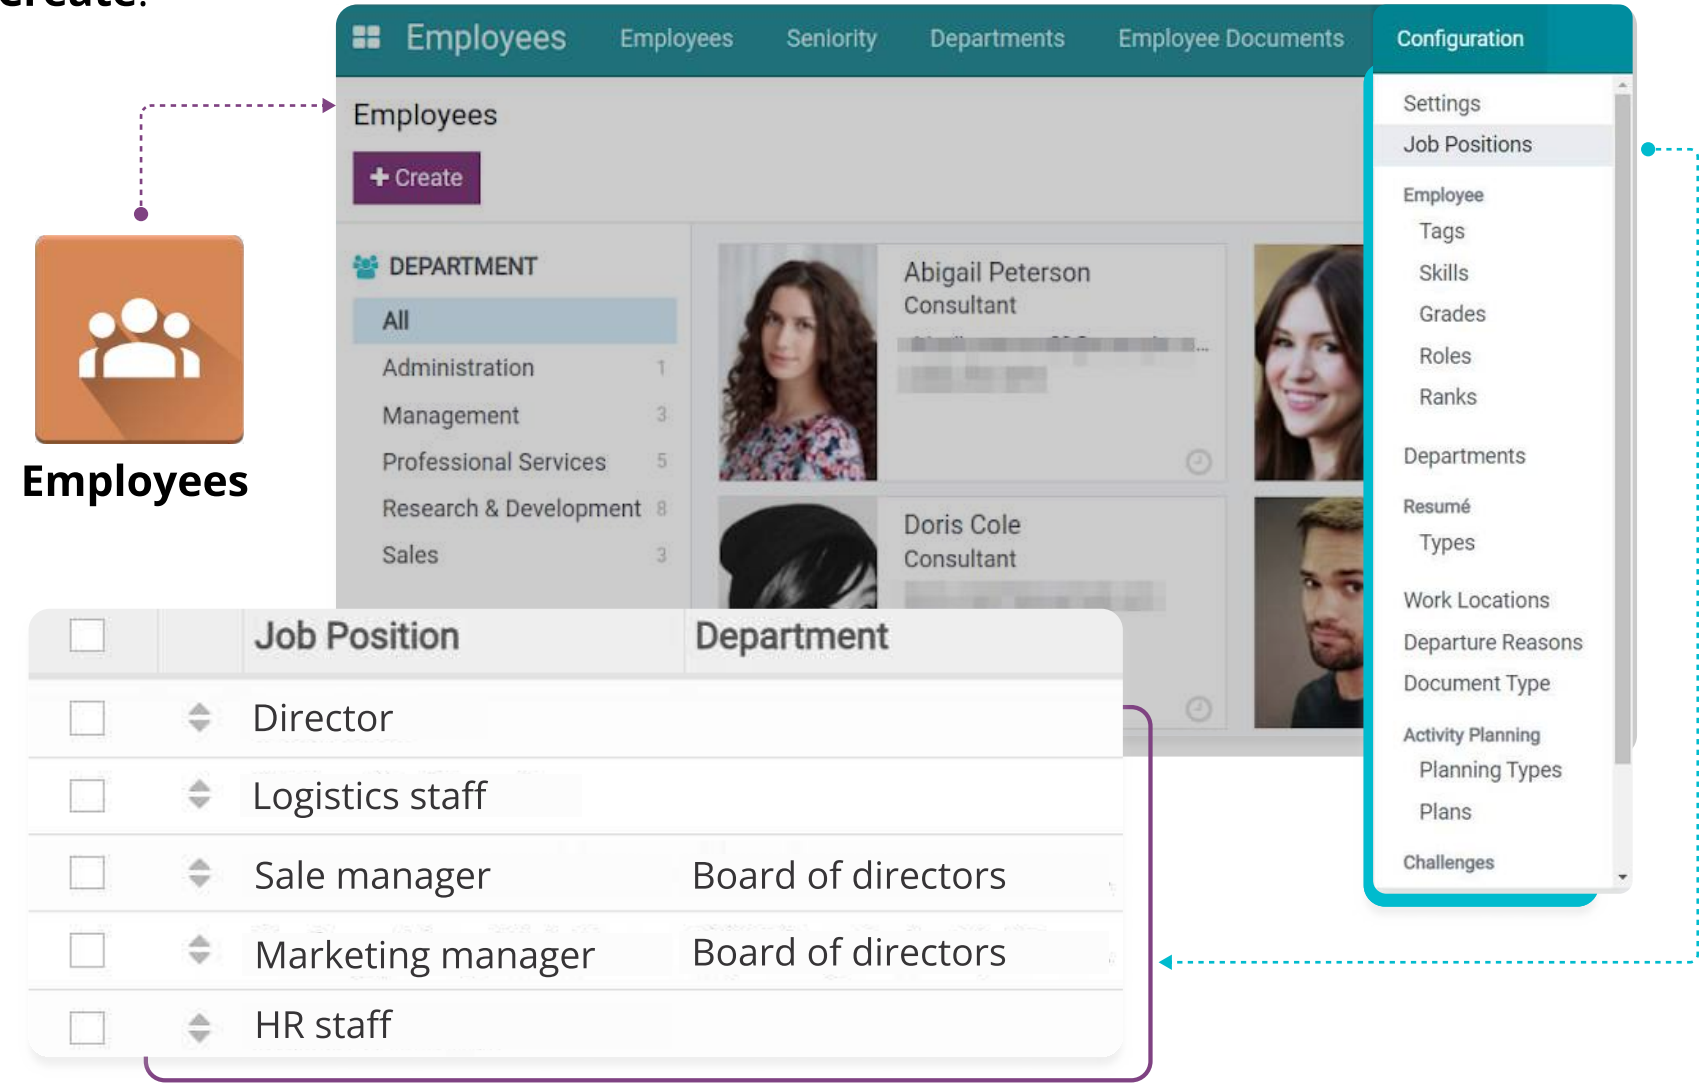 Create.
Employees Employees Seniority Departments Employee Documents Configuration
Employees
Create
DEPARTMENT
All
Administration 1
Management 3
Professional Services 5
Research & Development 8
Sales 3
Abigail Peterson
Consultant
Doris Cole
Consultant
Settings
Job Positions
Employee
Tags
Skills
Grades
Roles
Ranks
Departments
Resumé
Types
Work Locations
Departure Reasons
Document Type
Activity Planning
Planning Types
Plans
Challenges
Employees
Job Position Department
Director
Logistics staff
Sale manager Board of directors
Marketing manager Board of directors
HR staff